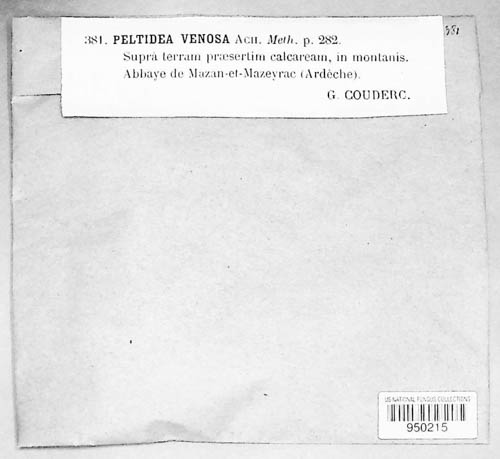 381. PELTIDEA VENOSA ACH. Meth. p. 282.
Suprà terram præsertim calcaream, in montanis.
Abbaye de Mazan-et-Mazeyrac (Ardèche).
G. COUDERC.
381
US NATIONAL FUNGUS COLLECTIONS
950215